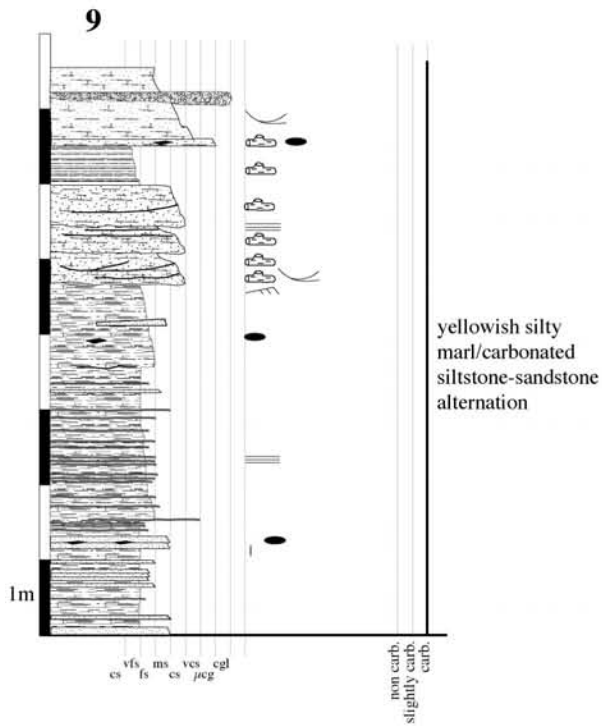 9
yellowish silty
marl/carbonated
siltstone-sandstone
alternation
1m
cs
vfs
fs
ms
cs
vcs
µcg
cgl
non carb.
slightly carb.
carb.